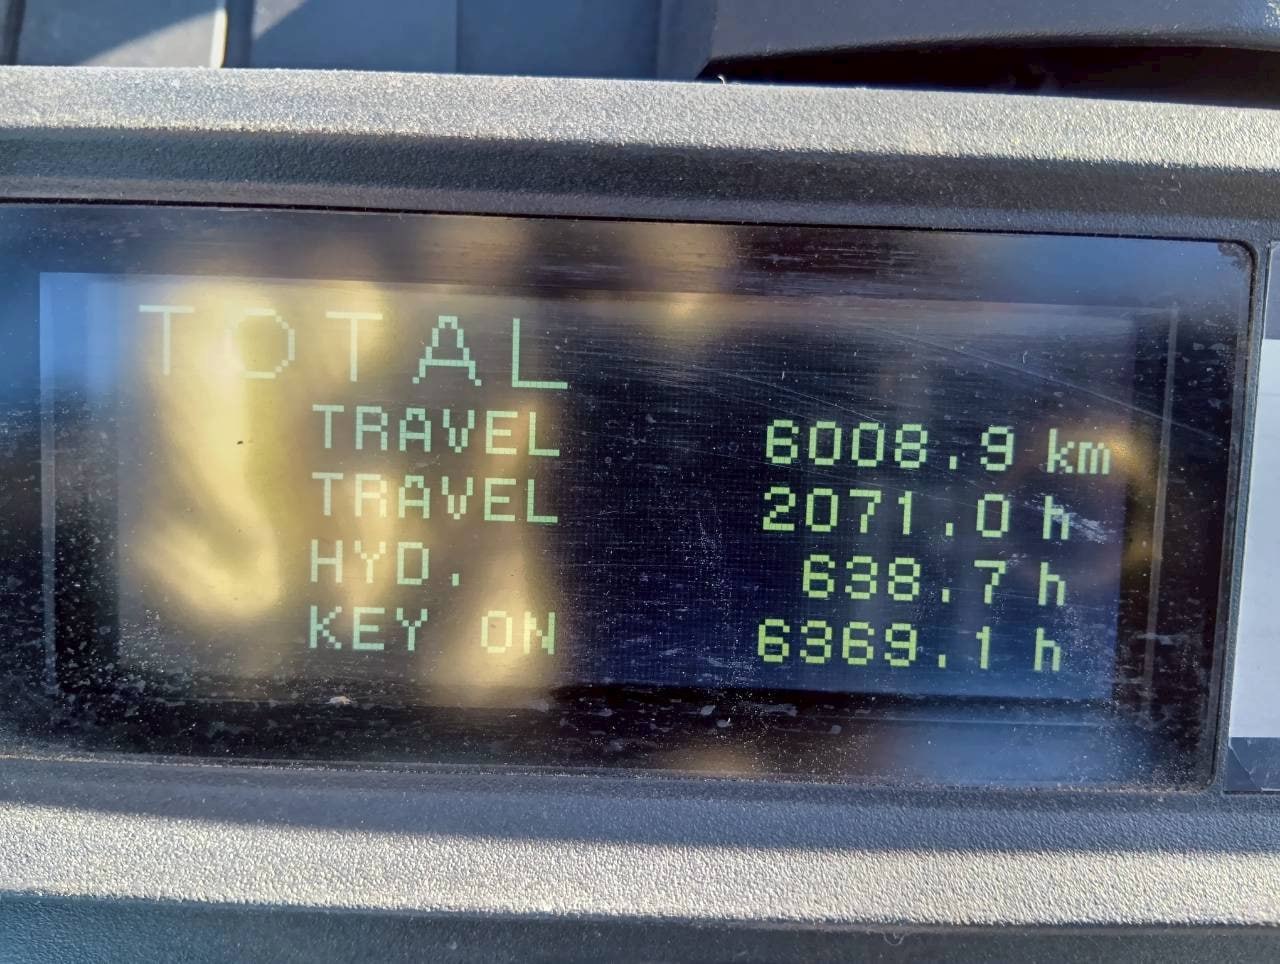 TOTAL
TRAVEL 6008.9 km
TRAVEL 2071.0 h
HYD. 638.7 h
KEY ON 6369.1 h